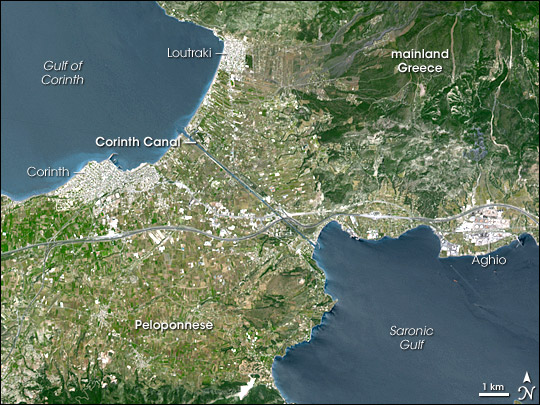 Loutraki
mainland
Greece
Gulf of
Corinth
Corinth Canal
Corinth
Aghio
Peloponnese
Saronic
Gulf
1 km
N